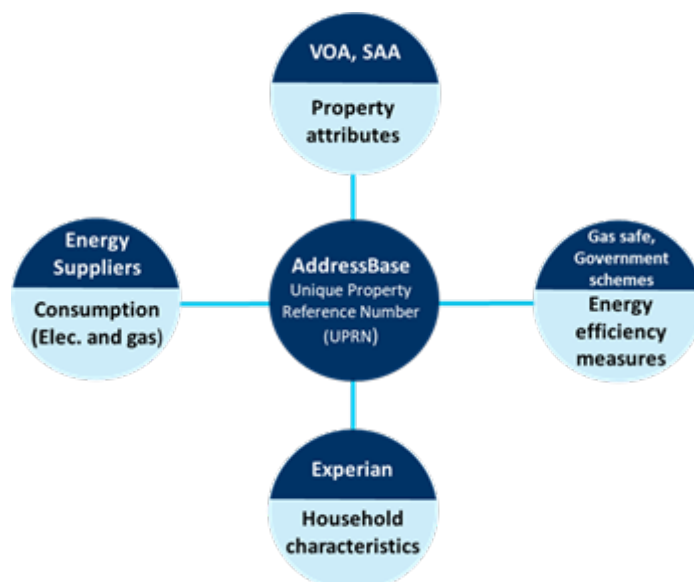 VOA, SAA
Property
attributes
Energy
Suppliers
Consumption
(Elec. and gas)
AddressBase
Unique Property
Reference Number
(UPRN)
Gas safe,
Government
schemes
Energy
efficiency
measures
Experian
Household
characteristics